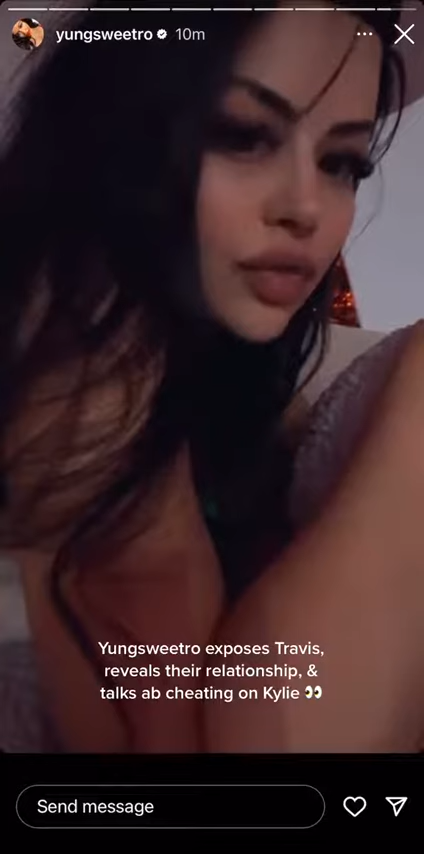 yungsweetro 10m
Yungsweetro exposes Travis,
reveals their relationship, &
talks ab cheating on Kylie 👀
Send message